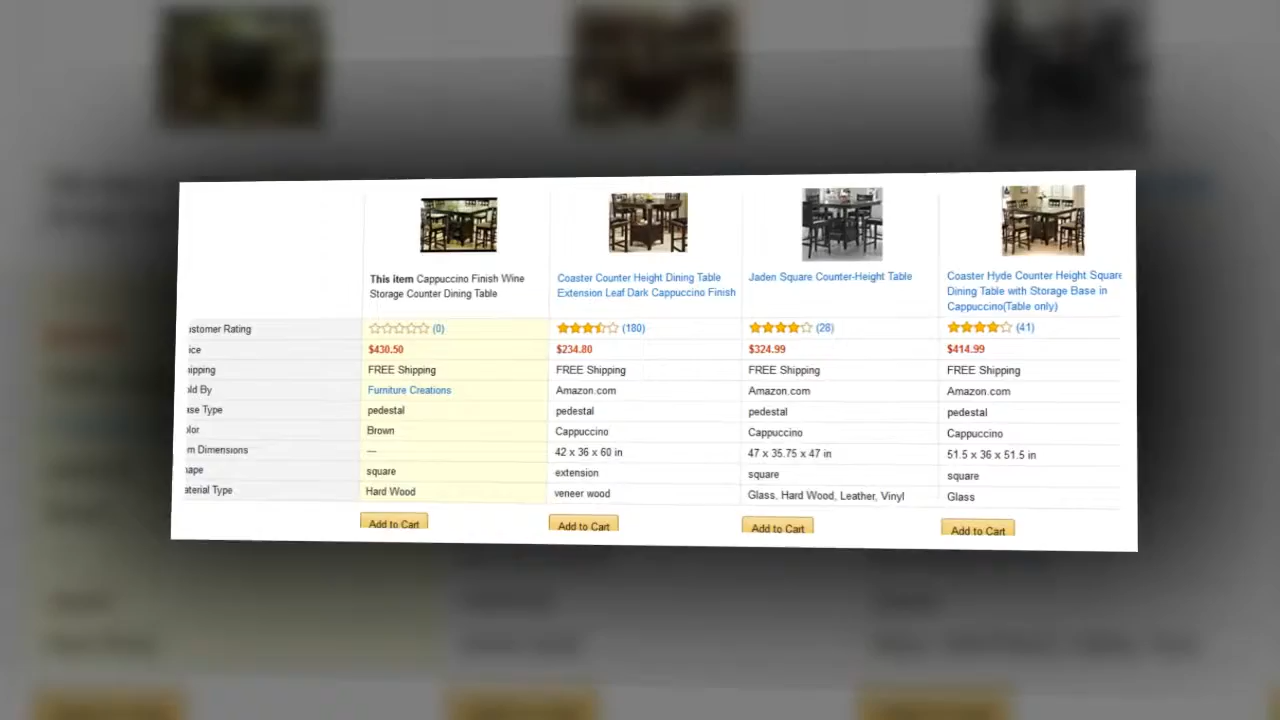 This item Cappuccino Finish Wine
Storage Counter Dining Table
Coaster Counter Height Dining Table
Extension Leaf Dark Cappuccino Finish
Jaden Square Counter-Height Table
Coaster Hyde Counter Height Square
Dining Table with Storage Base in
Cappuccino(Table only)
ustomer Rating (0) (180) (28) (41)
ice $430.50 $234.80 $324.99 $414.99
ipping FREE Shipping FREE Shipping FREE Shipping FREE Shipping
old By Furniture Creations Amazon.com Amazon.com Amazon.com
ase Type pedestal pedestal pedestal pedestal
olor Brown Cappuccino Cappuccino Cappuccino
m Dimensions — 42 x 36 x 60 in 47 x 35.75 x 47 in 51.5 x 36 x 51.5 in
hape square extension square square
aterial Type Hard Wood veneer wood Glass, Hard Wood, Leather, Vinyl Glass
Add to Cart Add to Cart Add to Cart Add to Cart